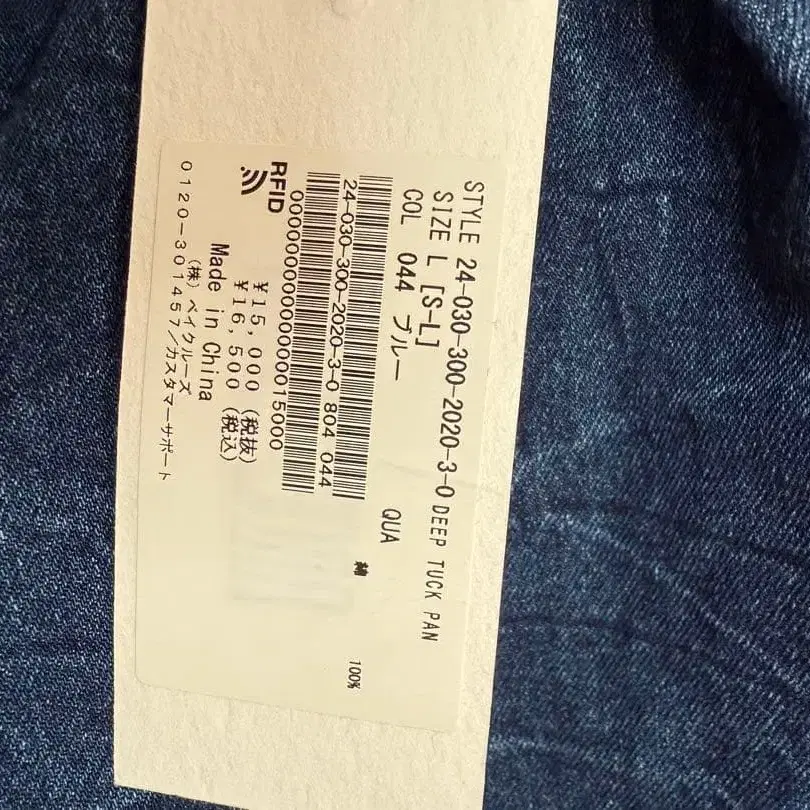 STYLE 24-030-300-2020-3-0 DEEP TUCK PAN
SIZE L [S-L]
COL 044 ブルー
QUA
綿 100%
24-030-300-2020-3-0 804 044
0000000000000000015000
RFID
¥15,000 (税抜)
¥16,500 (税込)
Made in China
(株)ベイクルーズ
0120-301457/カスタマーサポート